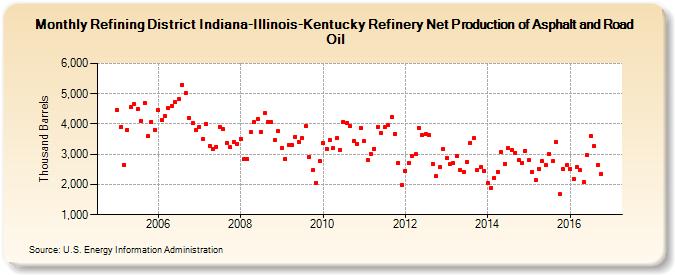 Monthly Refining District Indiana-Illinois-Kentucky Refinery Net Production of Asphalt and Road
Oil
Thousand Barrels
6,000
5,000
4,000
3,000
2,000
1,000
2006 2008 2010 2012 2014 2016
Source: U.S. Energy Information Administration